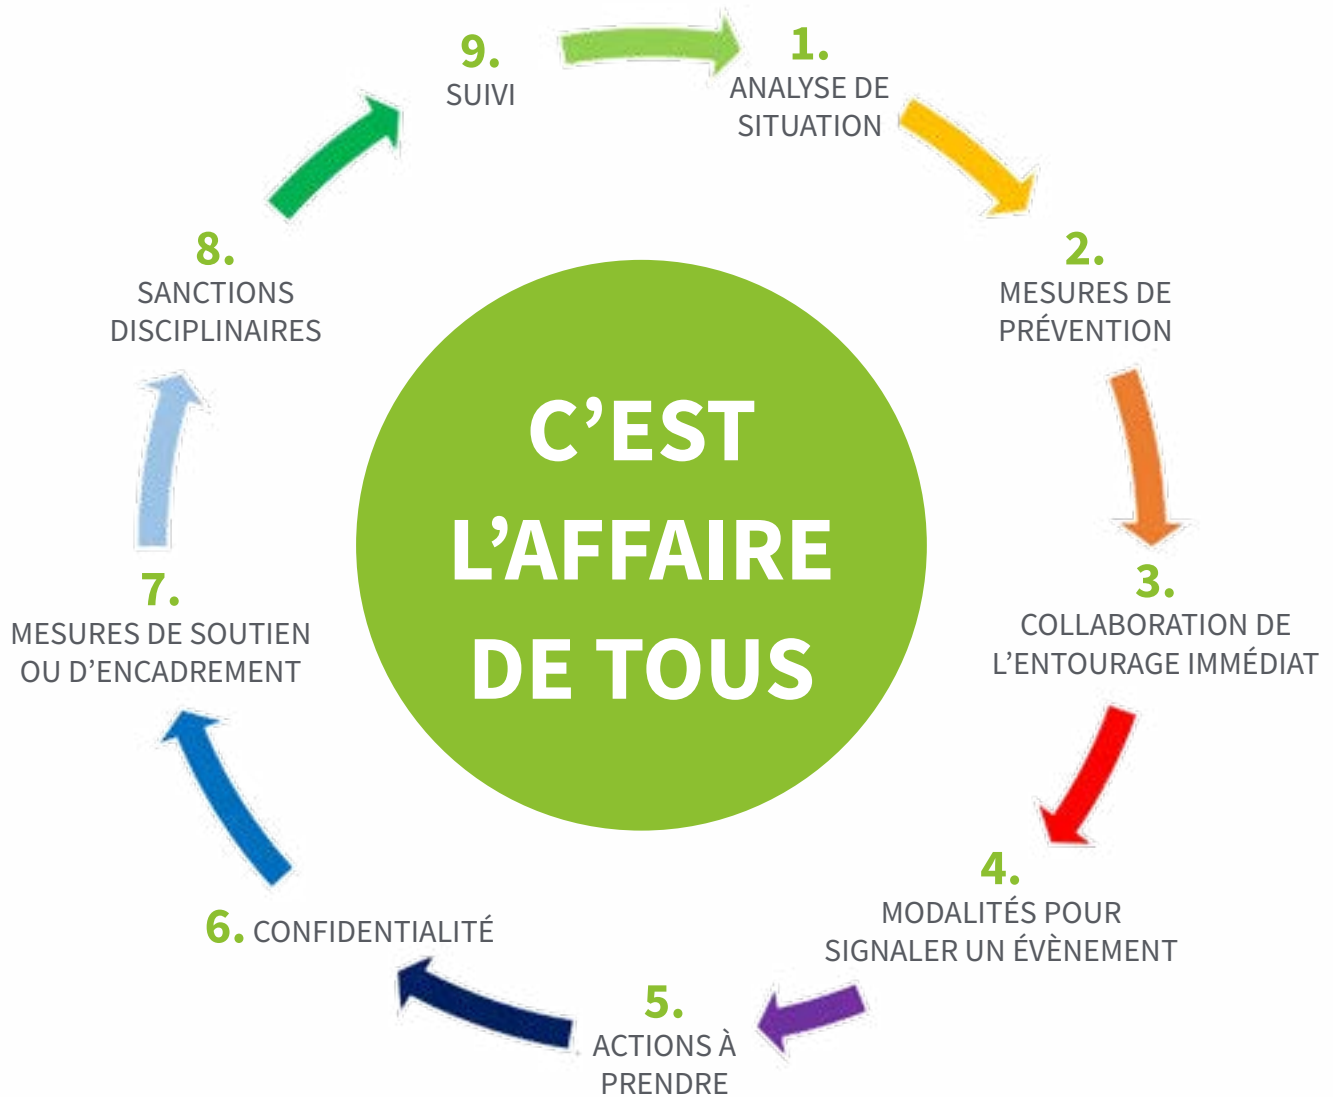 1.
ANALYSE DE
SITUATION
2.
MESURES DE
PRÉVENTION
3.
COLLABORATION DE
L'ENTOURAGE IMMÉDIAT
4.
MODALITÉS POUR
SIGNALER UN ÉVÈNEMENT
5.
ACTIONS À
PRENDRE
6. CONFIDENTIALITÉ
7.
MESURES DE SOUTIEN
OU D'ENCADREMENT
8.
SANCTIONS
DISCIPLINAIRES
9.
SUIVI
C'EST
L'AFFAIRE
DE TOUS